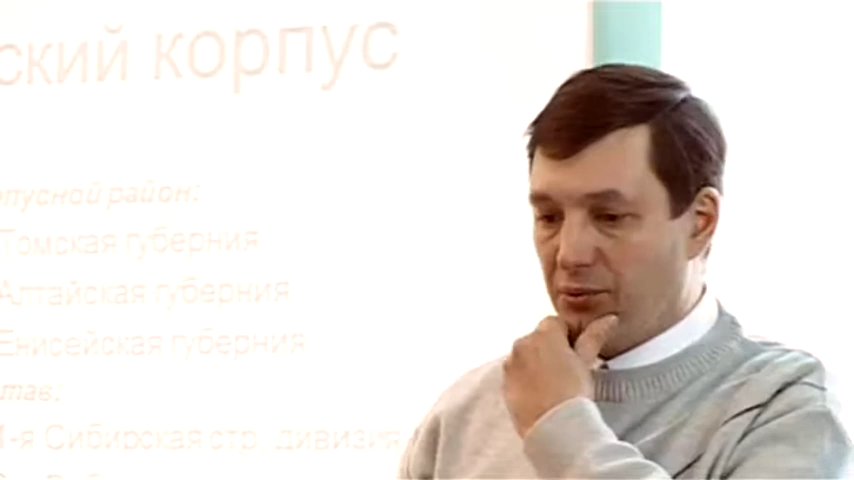 ский корпус
пусной район:
Томская губерния
Алтайская губерния
Енисейская губерния
тав:
1-я Сибирская стр. дивизия